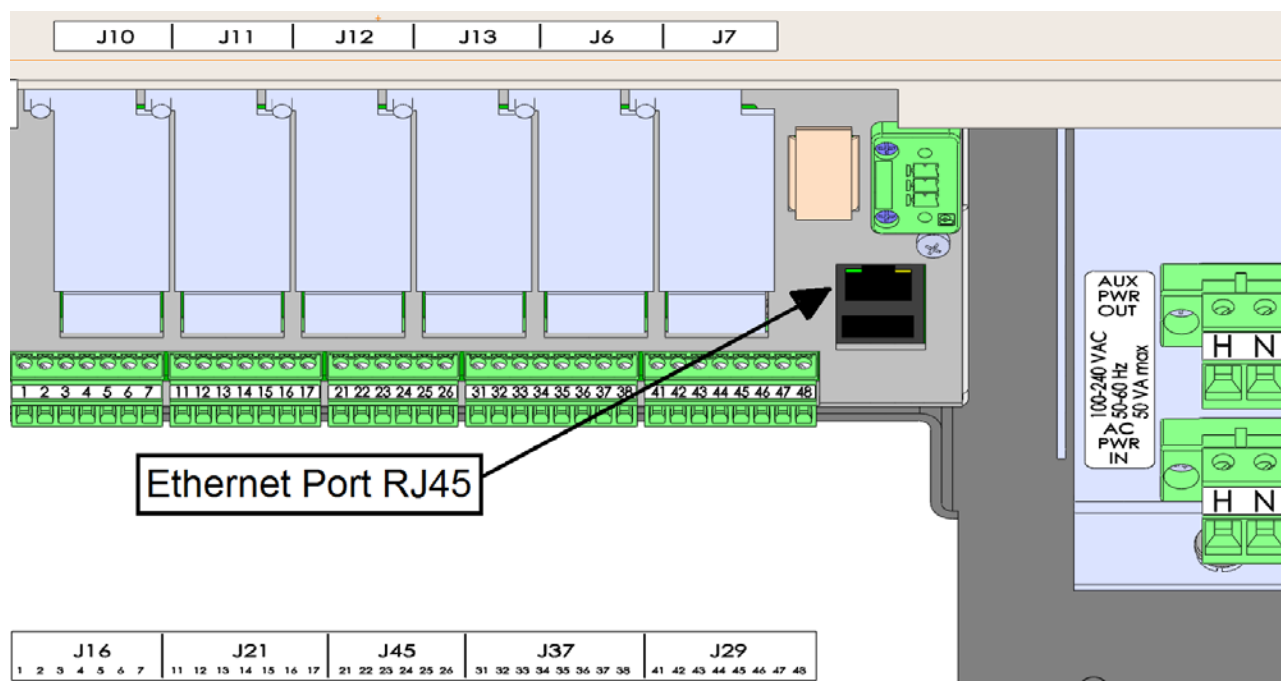 J10 J11 J12 J13 J6 J7
AUX
PWR
OUT
100-240 VAC
50-60 Hz
50 VA max
AC
PWR
IN
H N
H N
1 2 3 4 5 6 7 11 12 13 14 15 16 17 21 22 23 24 25 26 31 32 33 34 35 36 37 38 41 42 43 44 45 46 47 48
Ethernet Port RJ45
J16 J21 J45 J37 J29
1 2 3 4 5 6 7 11 12 13 14 15 16 17 21 22 23 24 25 26 31 32 33 34 35 36 37 38 41 42 43 44 45 46 47 48